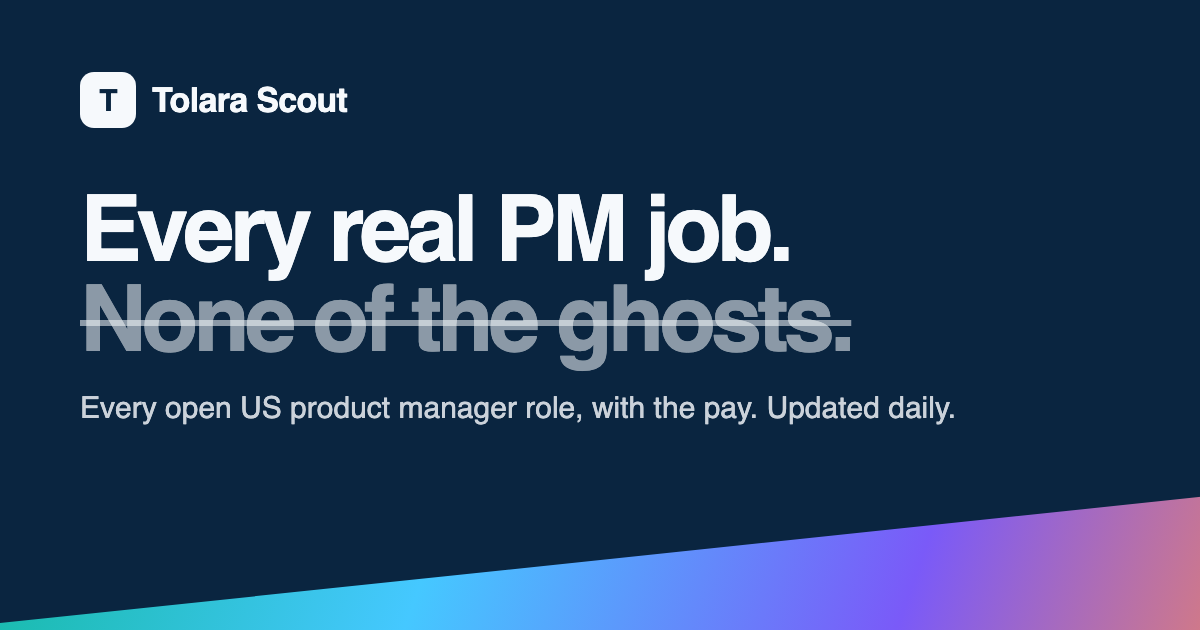 T
Tolara Scout
Every real PM job.
None of the ghosts.
Every open US product manager role, with the pay. Updated daily.